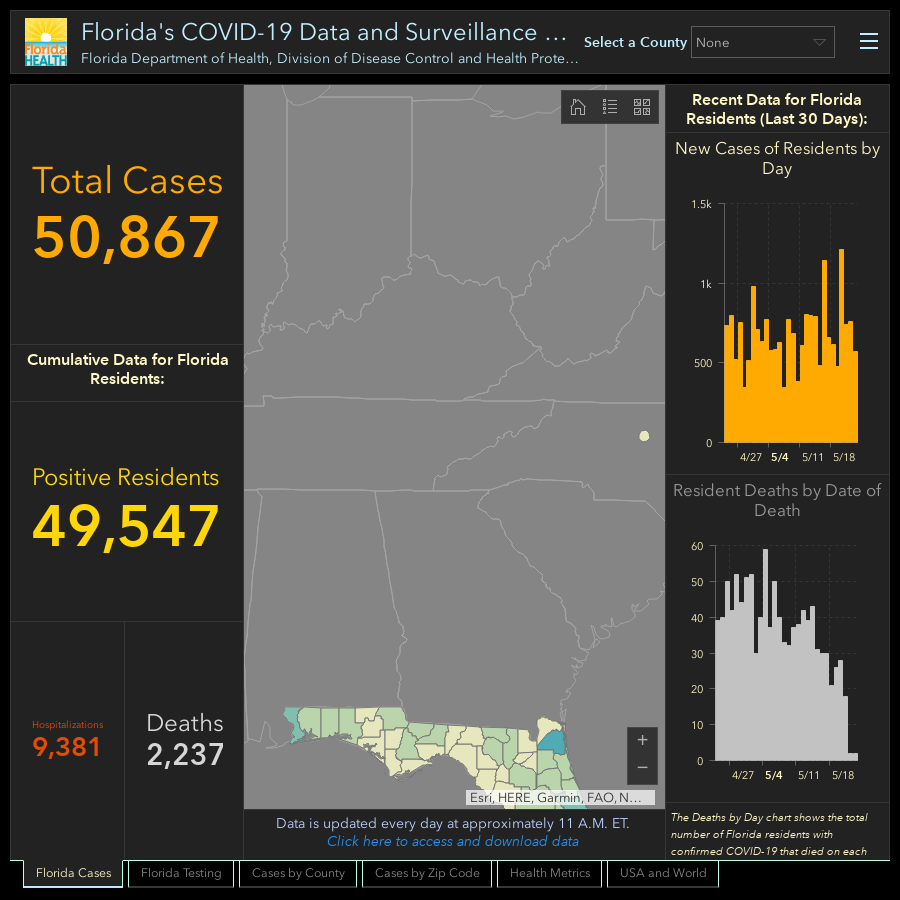 Florida
HEALTH
Florida's COVID-19 Data and Surveillance ...
Florida Department of Health, Division of Disease Control and Health Prote...
Select a County
None
Total Cases
50,867
Cumulative Data for Florida
Residents:
Positive Residents
49,547
Hospitalizations
9,381
Deaths
2,237
+
−
Esri, HERE, Garmin, FAO, N...
Data is updated every day at approximately 11 A.M. ET.
Click here to access and download data
Recent Data for Florida
Residents (Last 30 Days):
New Cases of Residents by
Day
1.5k
1k
500
0
4/27 5/4 5/11 5/18
Resident Deaths by Date of
Death
60
50
40
30
20
10
0
4/27 5/4 5/11 5/18
The Deaths by Day chart shows the total
number of Florida residents with
confirmed COVID-19 that died on each
Florida Cases
Florida Testing
Cases by County
Cases by Zip Code
Health Metrics
USA and World